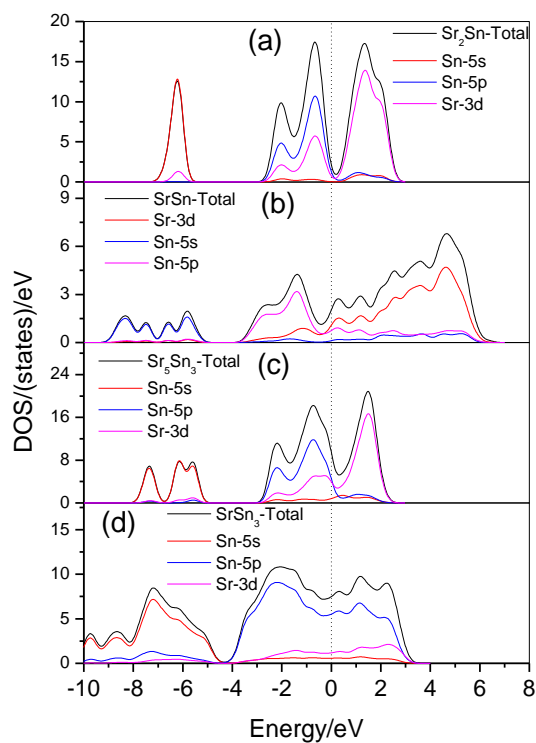 (a)
Sr₂Sn-Total
Sn-5s
Sn-5p
Sr-3d
20
15
10
5
0
(b)
SrSn-Total
Sr-3d
Sn-5s
Sn-5p
9
6
3
0
(c)
Sr₅Sn₃-Total
Sn-5s
Sn-5p
Sr-3d
24
16
8
0
(d)
SrSn₃-Total
Sn-5s
Sn-5p
Sr-3d
15
10
5
0
DOS/(states)/eV
-10 -8 -6 -4 -2 0 2 4 6 8
Energy/eV